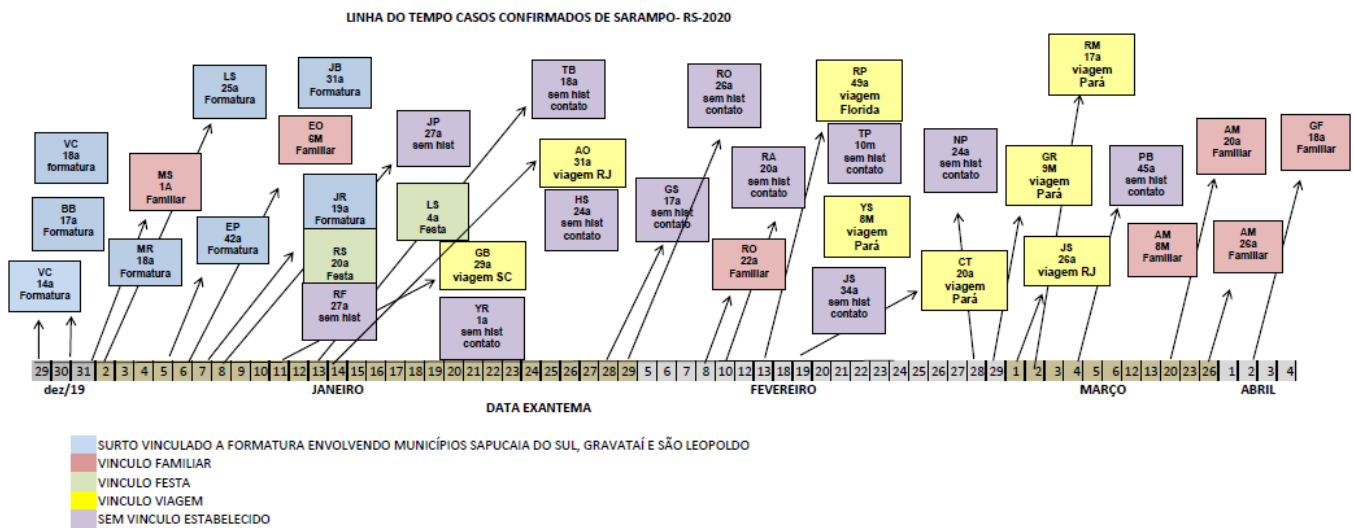 LINHA DO TEMPO CASOS CONFIRMADOS DE SARAMPO- RS-2020
VC
18a
formatura
BB
17a
Formatura
VC
14a
Formatura
MS
1A
Familiar
MR
18a
Formatura
LS
25a
Formatura
EP
42a
Formatura
JB
31a
Formatura
EO
6M
Familiar
JR
19a
Formatura
RS
20a
Festa
RF
27a
sem hist
JP
27a
sem hist
LS
4a
Festa
GB
29a
viagem SC
YR
1a
sem hist
contato
TB
18a
sem hist
contato
AO
31a
viagem RJ
HS
24a
sem hist
contato
GS
17a
sem hist
contato
RO
26a
sem hist
contato
RA
20a
sem hist
contato
RO
22a
Familiar
RP
49a
viagem
Florida
TP
10m
sem hist
contato
YS
8M
viagem
Pará
JS
34a
sem hist
contato
NP
24a
sem hist
contato
CT
20a
viagem
Pará
RM
17a
viagem
Pará
GR
9M
viagem
Pará
JS
26a
viagem RJ
PB
45a
sem hist
contato
AM
8M
Familiar
AM
20a
Familiar
AM
26a
Familiar
GF
18a
Familiar
29 30 31 2 3 4 5 6 7 8 9 10 11 12 13 14 15 16 17 18 19 20 21 22 23 24 25 26 27 28 29 5 6 7 8 10 12 13 18 19 20 21 22 23 24 25 26 27 28 29 1 2 3 4 5 6 12 13 20 23 26 1 2 3 4
dez/19 JANEIRO FEVEREIRO MARÇO ABRIL
DATA EXANTEMA
SURTO VINCULADO A FORMATURA ENVOLVENDO MUNICÍPIOS SAPUCAIA DO SUL, GRAVATAÍ E SÃO LEOPOLDO
VINCULO FAMILIAR
VINCULO FESTA
VINCULO VIAGEM
SEM VINCULO ESTABELECIDO